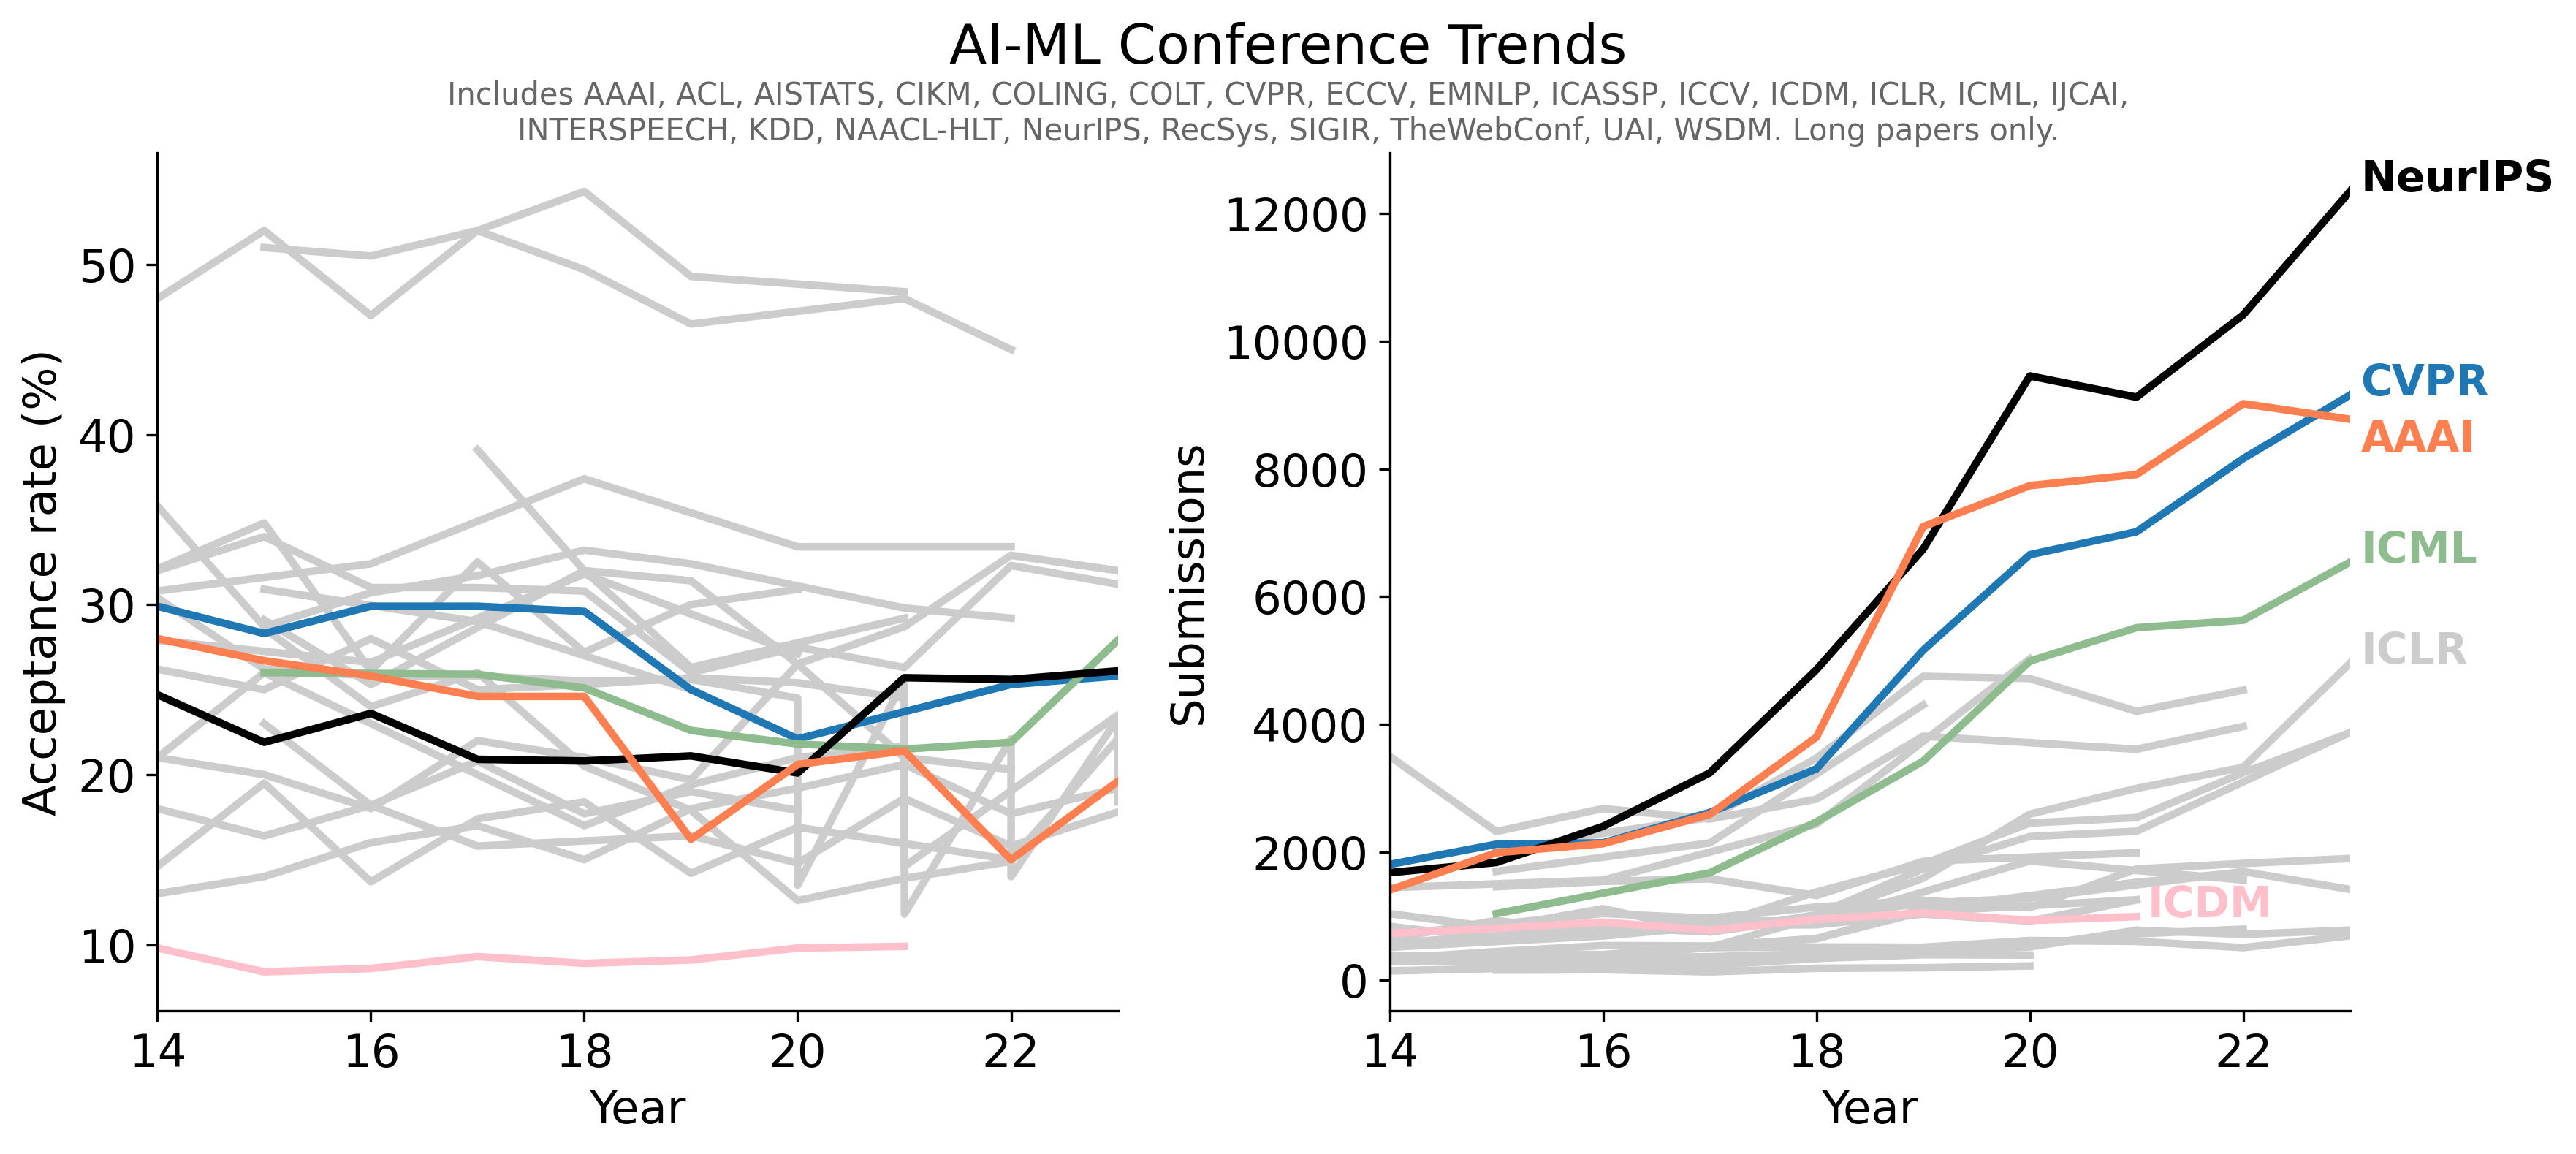 AI-ML Conference Trends
Includes AAAI, ACL, AISTATS, CIKM, COLING, COLT, CVPR, ECCV, EMNLP, ICASSP, ICCV, ICDM, ICLR, ICML, IJCAI,
INTERSPEECH, KDD, NAACL-HLT, NeurIPS, RecSys, SIGIR, TheWebConf, UAI, WSDM. Long papers only.
Acceptance rate (%)
50
40
30
20
10
14 16 18 20 22
Year
Submissions
12000
10000
8000
6000
4000
2000
0
14 16 18 20 22
Year
NeurIPS
CVPR
AAAI
ICML
ICLR
ICDM